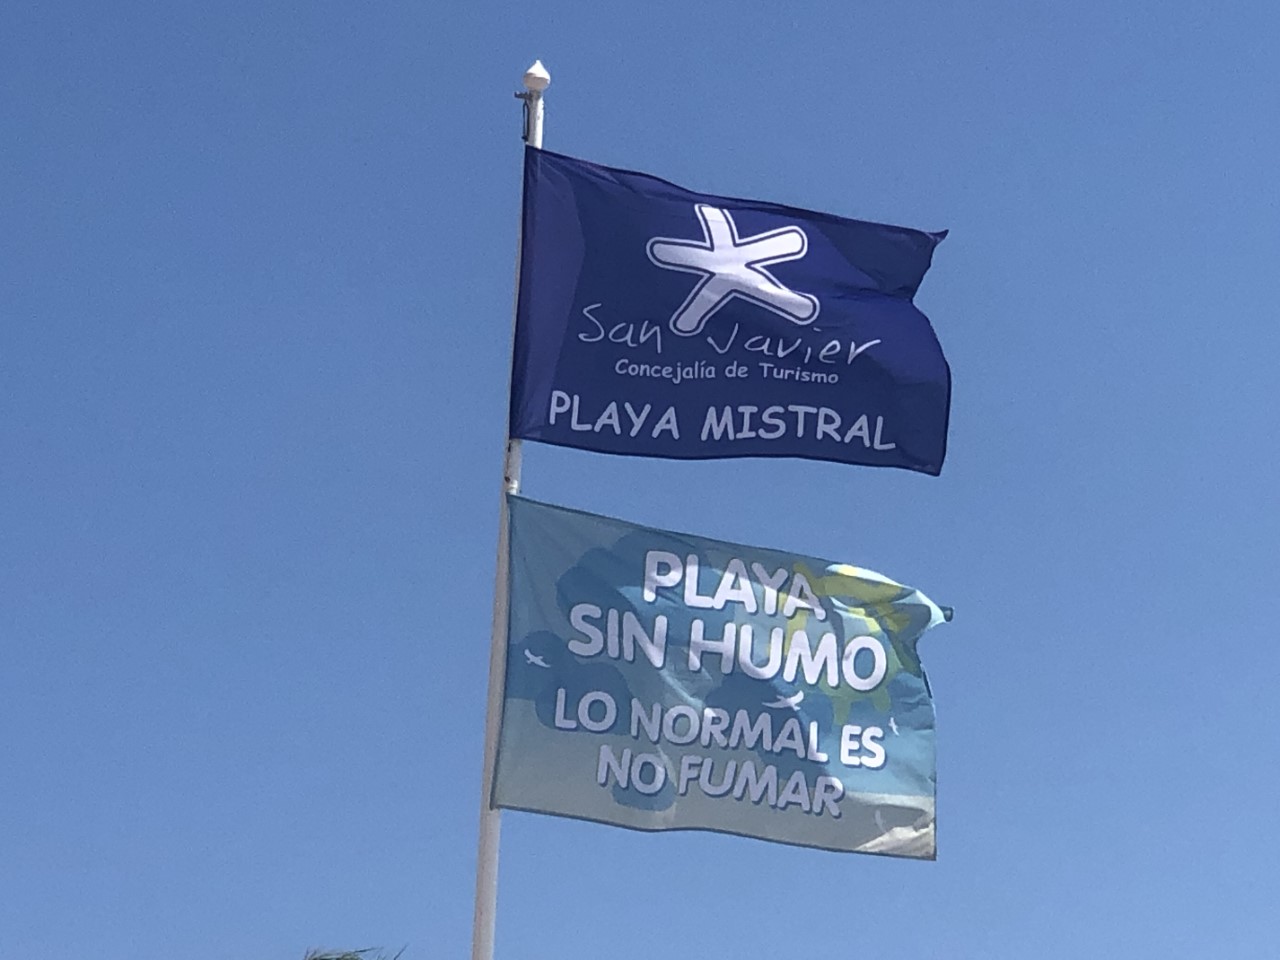 San Javier
Concejalía de Turismo
PLAYA MISTRAL
PLAYA
SIN HUMO
LO NORMAL ES
NO FUMAR